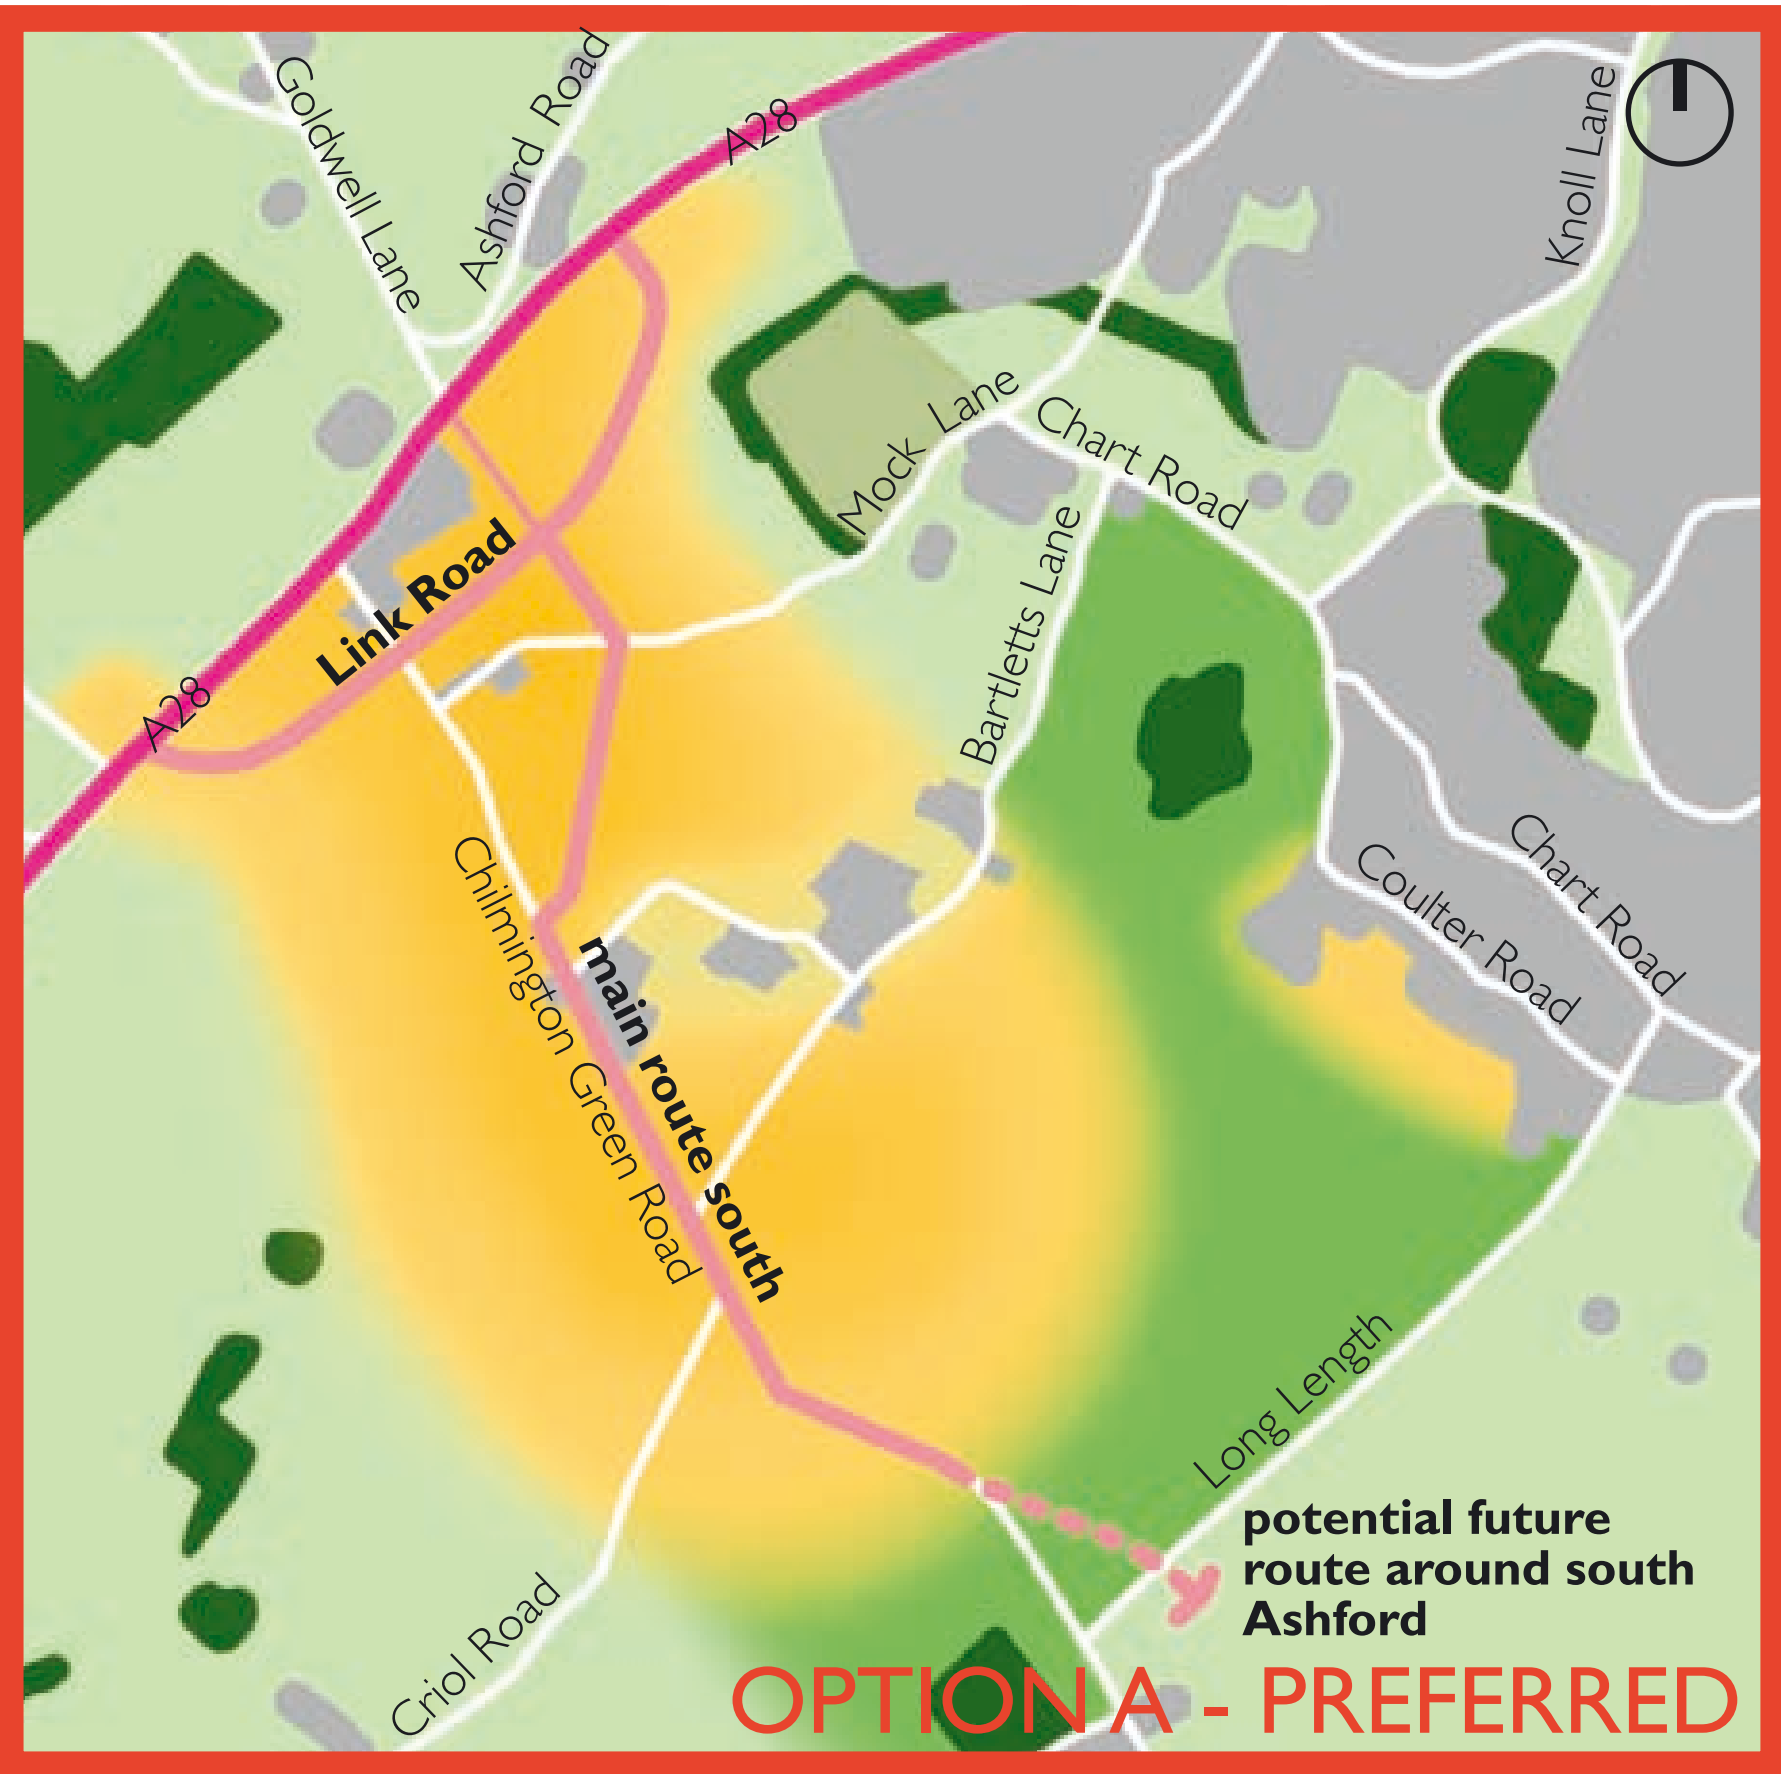 Goldwell Lane
Ashford Road
A28
Knoll Lane
Mock Lane
Chart Road
Bartletts Lane
Link Road
A28
Chilmington Green Road
main route south
Coulter Road
Chart Road
Long Length
Criol Road
potential future
route around south
Ashford
OPTION A - PREFERRED